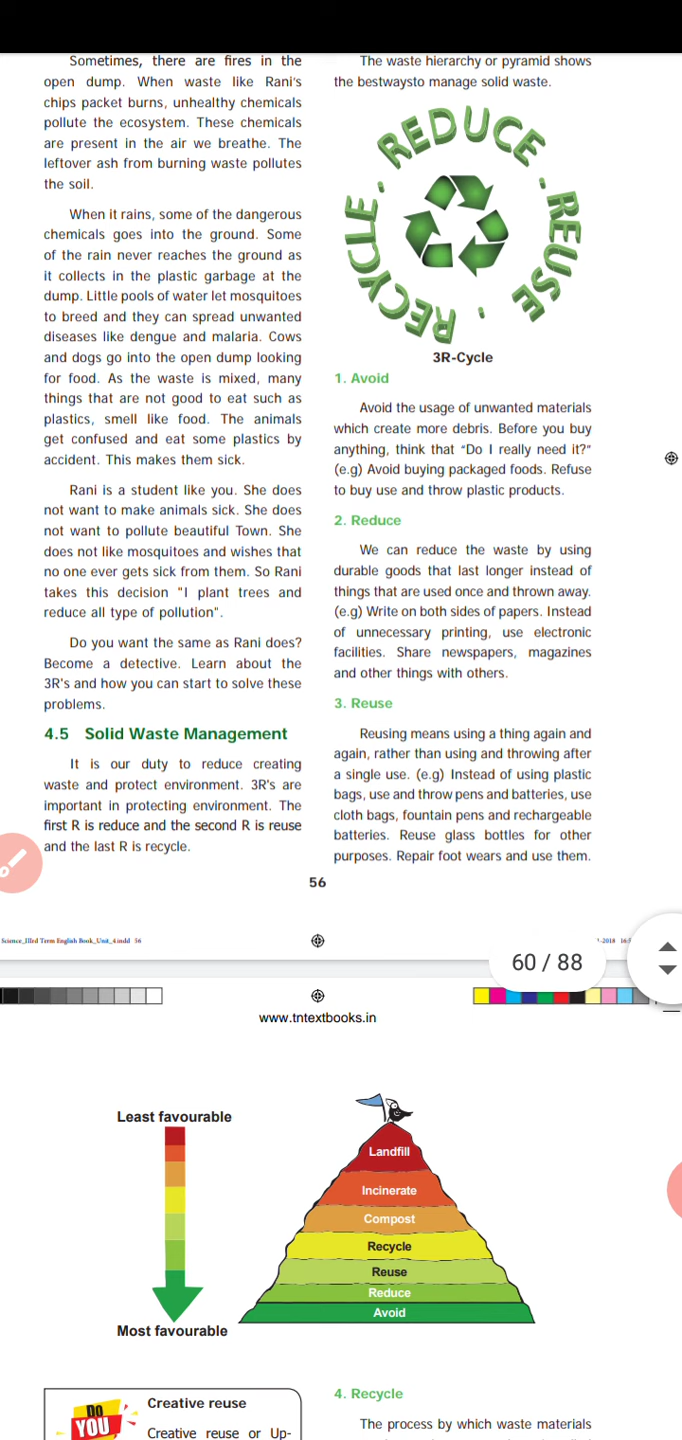 Sometimes, there are fires in the
open dump. When waste like Rani's
chips packet burns, unhealthy chemicals
pollute the ecosystem. These chemicals
are present in the air we breathe. The
leftover ash from burning waste pollutes
the soil.
When it rains, some of the dangerous
chemicals goes into the ground. Some
of the rain never reaches the ground as
it collects in the plastic garbage at the
dump. Little pools of water let mosquitoes
to breed and they can spread unwanted
diseases like dengue and malaria. Cows
and dogs go into the open dump looking
for food. As the waste is mixed, many
things that are not good to eat such as
plastics, smell like food. The animals
get confused and eat some plastics by
accident. This makes them sick.
Rani is a student like you. She does
not want to make animals sick. She does
not want to pollute beautiful Town. She
does not like mosquitoes and wishes that
no one ever gets sick from them. So Rani
takes this decision "I plant trees and
reduce all type of pollution".
Do you want the same as Rani does?
Become a detective. Learn about the
3R's and how you can start to solve these
problems.
4.5 Solid Waste Management
It is our duty to reduce creating
waste and protect environment. 3R's are
important in protecting environment. The
first R is reduce and the second R is reuse
and the last R is recycle.
The waste hierarchy or pyramid shows
the bestwaysto manage solid waste.
REDUCE . REUSE . RECYCLE .
3R-Cycle
1. Avoid
Avoid the usage of unwanted materials
which create more debris. Before you buy
anything, think that "Do I really need it?"
(e.g) Avoid buying packaged foods. Refuse
to buy use and throw plastic products.
2. Reduce
We can reduce the waste by using
durable goods that last longer instead of
things that are used once and thrown away.
(e.g) Write on both sides of papers. Instead
of unnecessary printing, use electronic
facilities. Share newspapers, magazines
and other things with others.
3. Reuse
Reusing means using a thing again and
again, rather than using and throwing after
a single use. (e.g) Instead of using plastic
bags, use and throw pens and batteries, use
cloth bags, fountain pens and rechargeable
batteries. Reuse glass bottles for other
purposes. Repair foot wears and use them.
56
Science_IIIrd Term English Book_Unit_4.indd 56
-2018 16:
60 / 88
www.tntextbooks.in
Least favourable
Most favourable
Landfill
Incinerate
Compost
Recycle
Reuse
Reduce
Avoid
DO
YOU
Creative reuse
Creative reuse or Up-
4. Recycle
The process by which waste materials